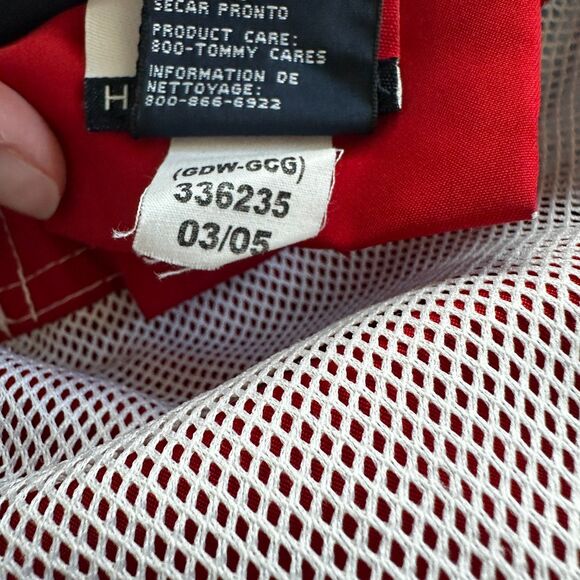 SECAR PRONTO
PRODUCT CARE:
800-TOMMY CARES
INFORMATION DE
NETTOYAGE:
800-866-6922
H
(GDW-GCG)
336235
03/05